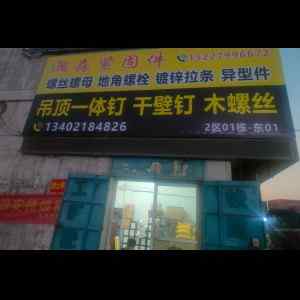 紧固件 13227996672
螺丝螺母 地角螺栓 镀锌拉条 异型件
吊顶一体钉 干壁钉 木螺丝
13402184826 2区01栋-东01